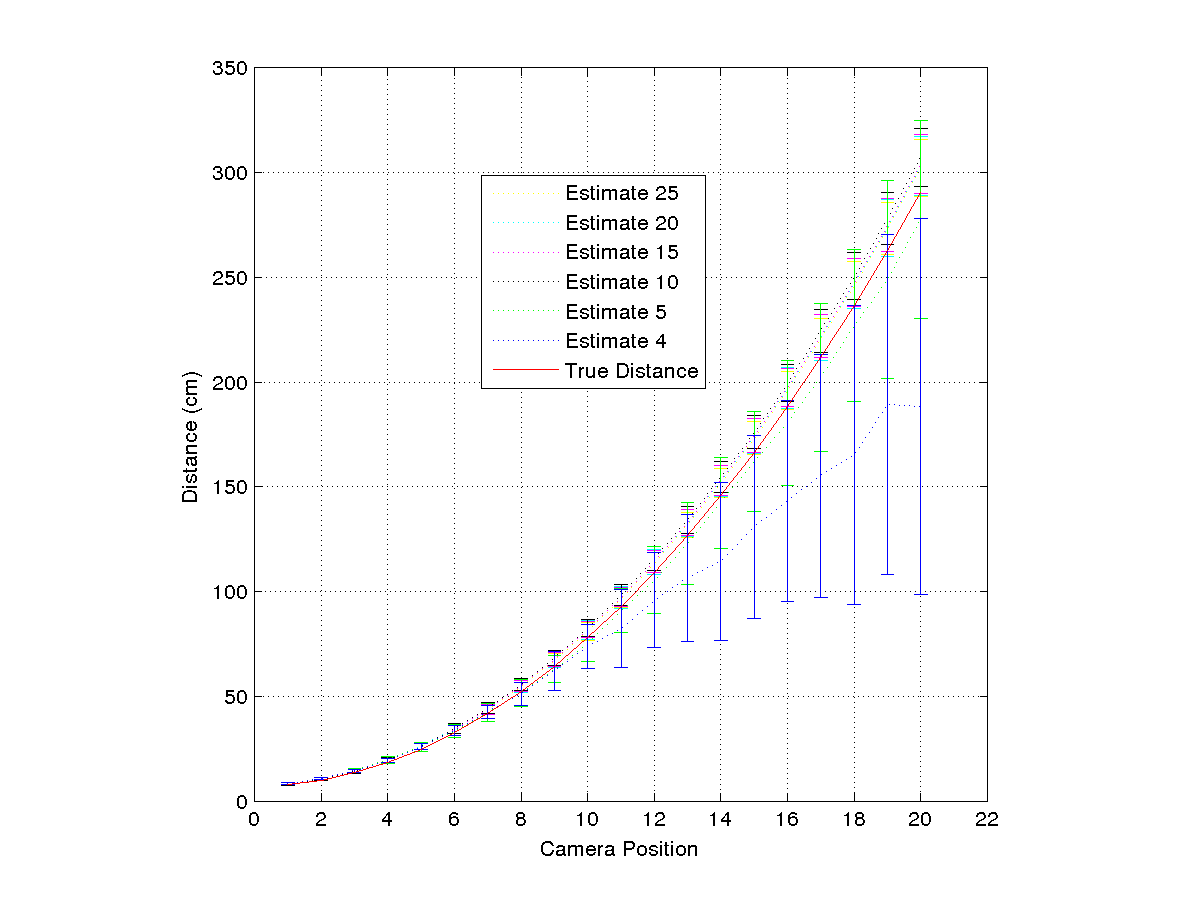 350
300
250
200
150
100
50
0
Distance (cm)
Estimate 25
Estimate 20
Estimate 15
Estimate 10
Estimate 5
Estimate 4
True Distance
0 2 4 6 8 10 12 14 16 18 20 22
Camera Position